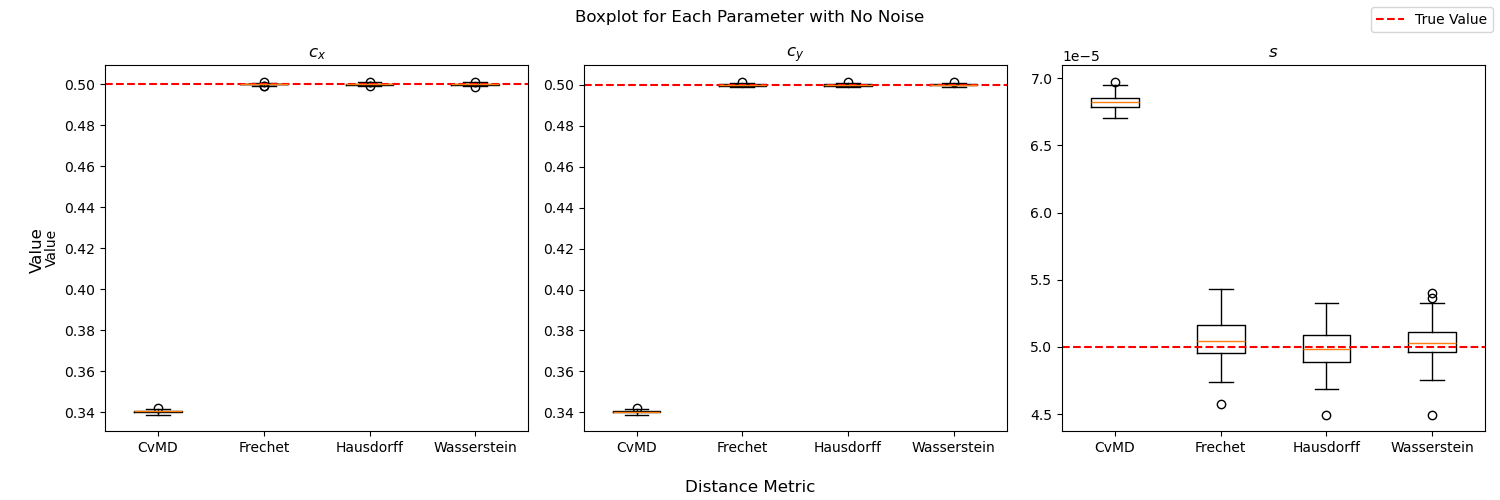 Boxplot for Each Parameter with No Noise
True Value
c_x
c_y
1e−5
s
Value
Value
0.50
0.48
0.46
0.44
0.42
0.40
0.38
0.36
0.34
CvMD Frechet Hausdorff Wasserstein
0.50
0.48
0.46
0.44
0.42
0.40
0.38
0.36
0.34
CvMD Frechet Hausdorff Wasserstein
7.0
6.5
6.0
5.5
5.0
4.5
CvMD Frechet Hausdorff Wasserstein
Distance Metric